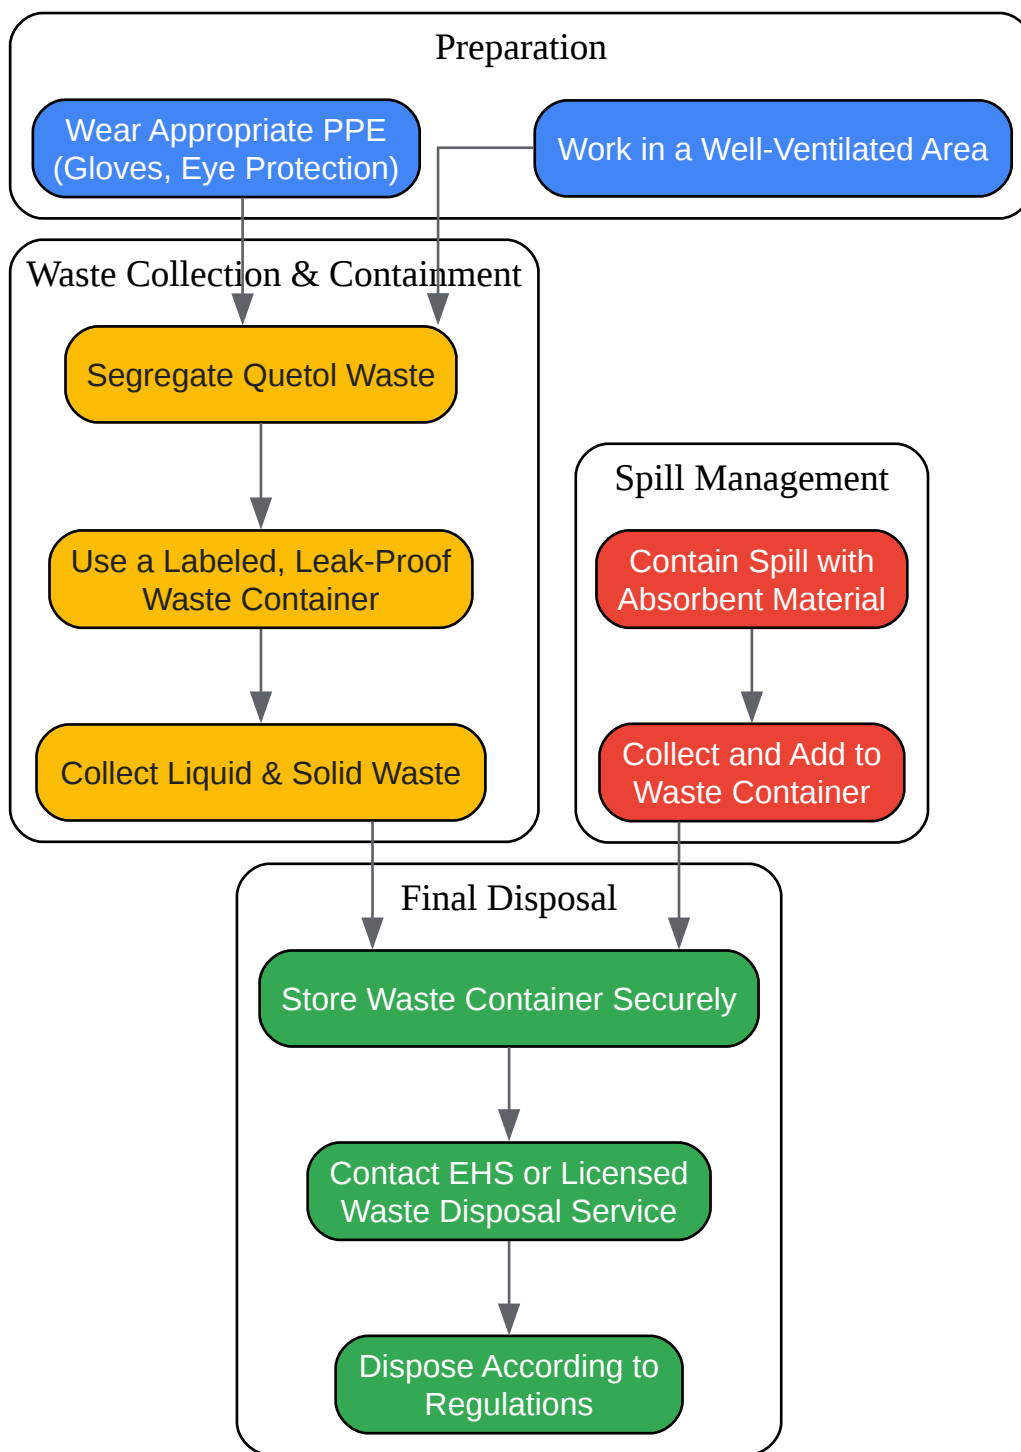 Preparation
Wear Appropriate PPE
(Gloves, Eye Protection)
Work in a Well-Ventilated Area
Waste Collection & Containment
Segregate Quetol Waste
Use a Labeled, Leak-Proof
Waste Container
Collect Liquid & Solid Waste
Spill Management
Contain Spill with
Absorbent Material
Collect and Add to
Waste Container
Final Disposal
Store Waste Container Securely
Contact EHS or Licensed
Waste Disposal Service
Dispose According to
Regulations